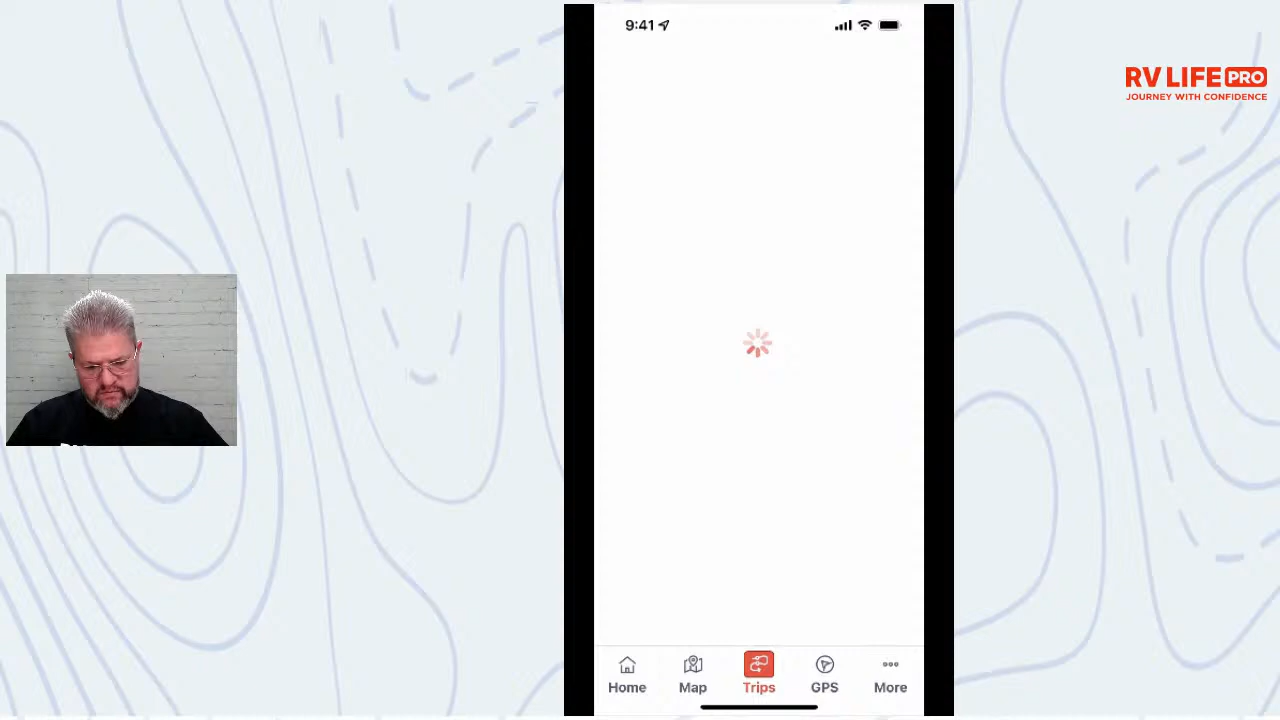 9:41
RV LIFE PRO
JOURNEY WITH CONFIDENCE
Home
Map
Trips
GPS
More